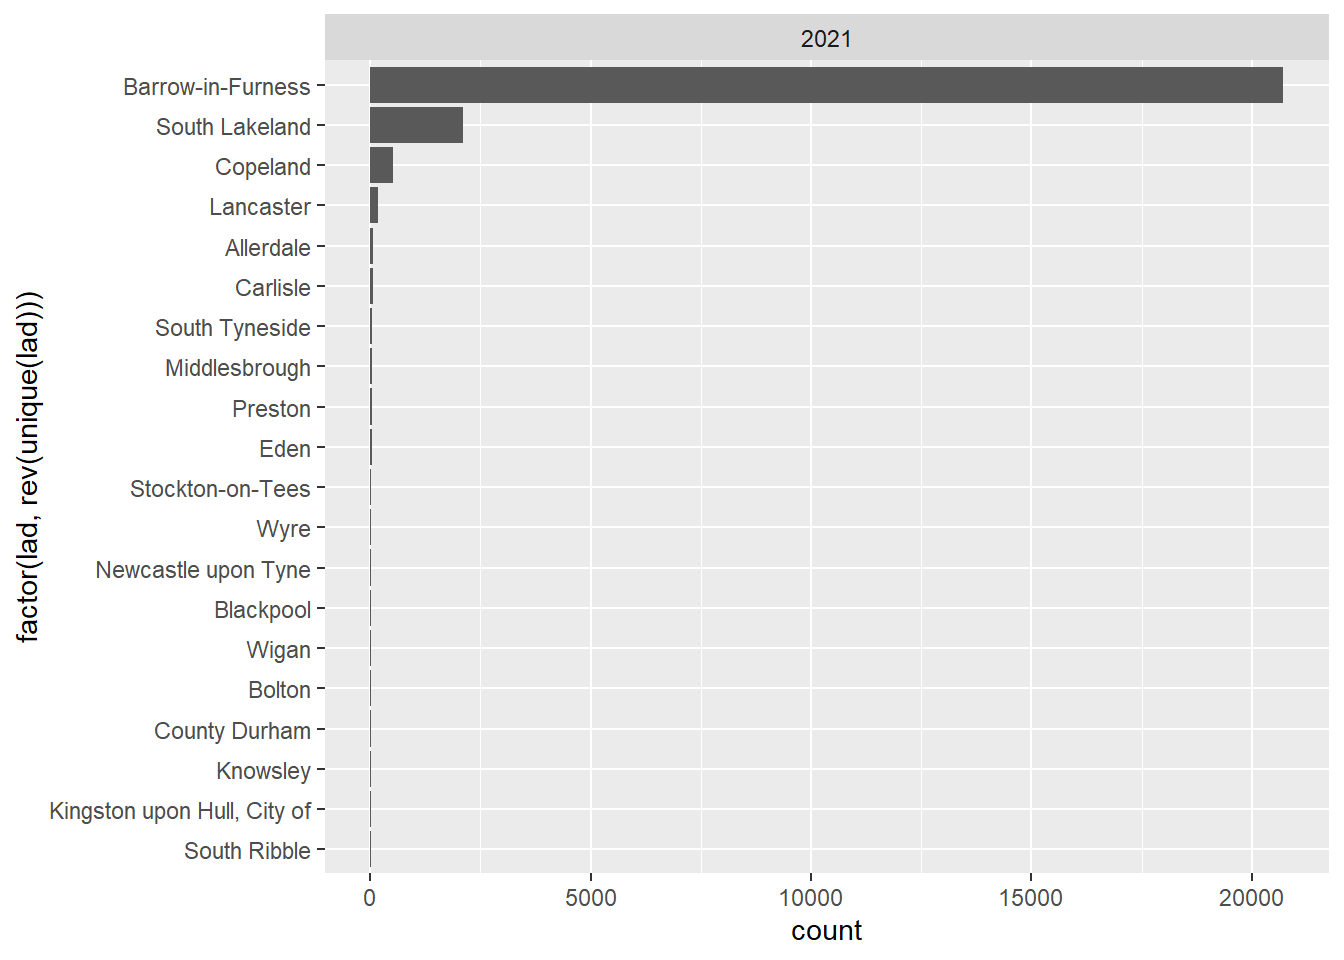 2021
Barrow-in-Furness
South Lakeland
Copeland
Lancaster
Allerdale
Carlisle
South Tyneside
Middlesbrough
Preston
Eden
Stockton-on-Tees
Wyre
Newcastle upon Tyne
Blackpool
Wigan
Bolton
County Durham
Knowsley
Kingston upon Hull, City of
South Ribble
factor(lad, rev(unique(lad)))
0 5000 10000 15000 20000
count